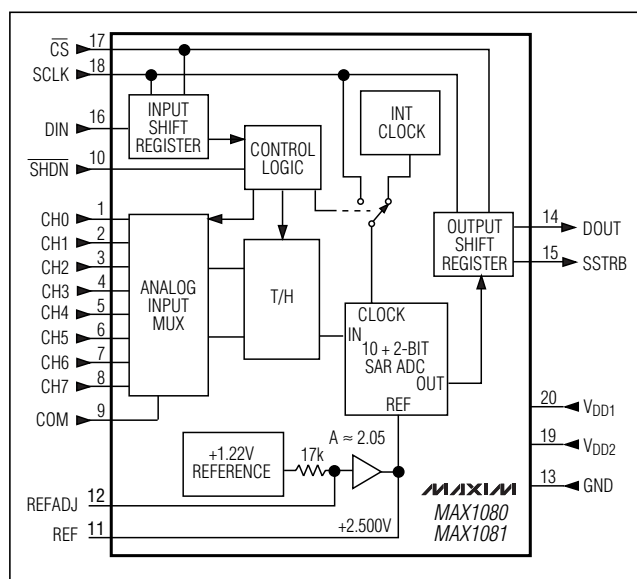 C̅S̅ 17
SCLK 18
DIN 16
S̅H̅D̅N̅ 10
CH0 1
CH1 2
CH2 3
CH3 4
CH4 5
CH5 6
CH6 7
CH7 8
COM 9
REFADJ 12
REF 11
INPUT
SHIFT
REGISTER
CONTROL
LOGIC
INT
CLOCK
ANALOG
INPUT
MUX
T/H
CLOCK
IN
10 + 2-BIT
SAR ADC
OUT
REF
OUTPUT
SHIFT
REGISTER
+1.22V
REFERENCE
17k
A ≈ 2.05
+2.500V
14 DOUT
15 SSTRB
20 VDD1
19 VDD2
13 GND
MAXIM
MAX1080
MAX1081